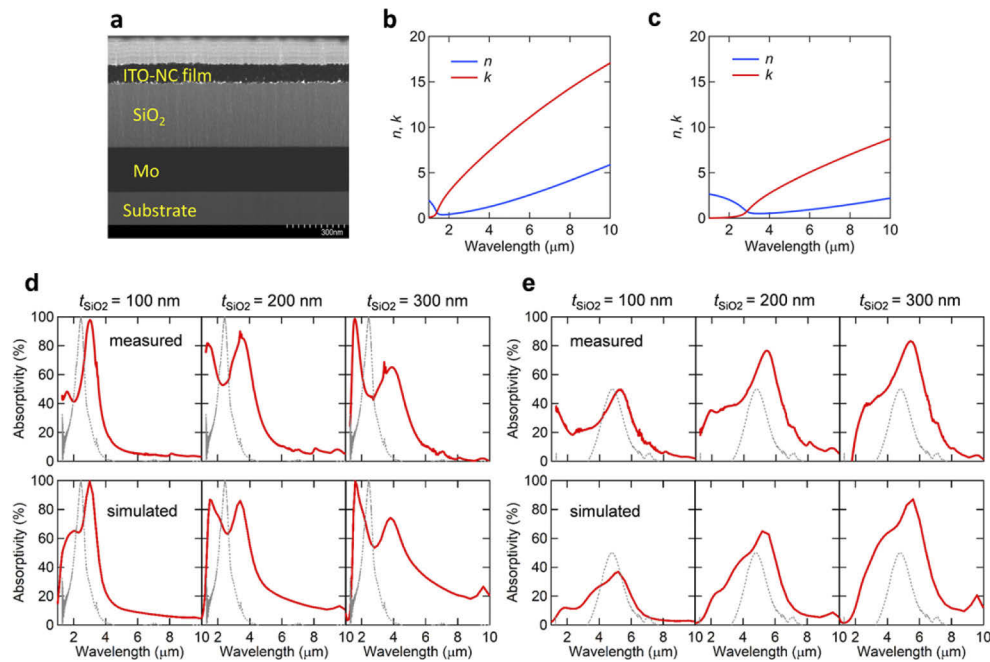 a
ITO-NC film
SiO2
Mo
Substrate
300nm
b
20
15
10
5
0
n, k
n
k
2 4 6 8 10
Wavelength (μm)
c
20
15
10
5
0
n, k
n
k
2 4 6 8 10
Wavelength (μm)
d
tSiO2 = 100 nm tSiO2 = 200 nm tSiO2 = 300 nm
100
80
60
40
20
0
Absorptivity (%)
measured
100
80
60
40
20
0
Absorptivity (%)
simulated
2 4 6 8 2 4 6 8 10 2 4 6 8 10
Wavelength (μm) Wavelength (μm) Wavelength (μm)
e
tSiO2 = 100 nm tSiO2 = 200 nm tSiO2 = 300 nm
100
80
60
40
20
0
Absorptivity (%)
measured
100
80
60
40
20
0
Absorptivity (%)
simulated
2 4 6 8 10 2 4 6 8 10 2 4 6 8 10
Wavelength (μm) Wavelength (μm) Wavelength (μm)